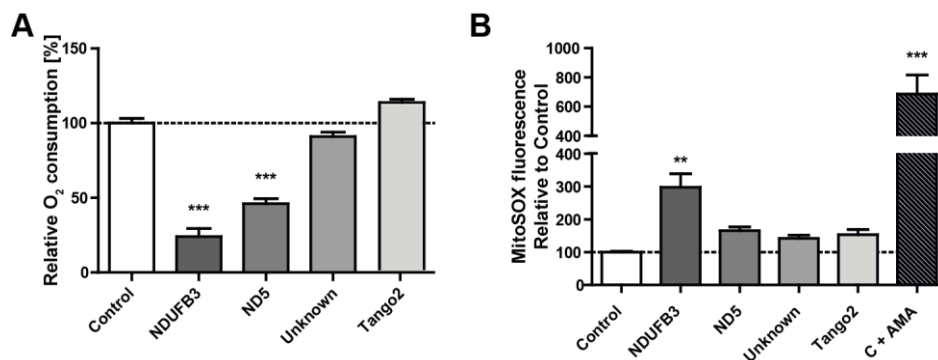 A
Relative O2 consumption [%]
150
100
50
0
***
***
Control
NDUFB3
ND5
Unknown
Tango2
B
MitoSOX fluorescence
Relative to Control
1000
800
600
400
400
300
200
100
0
**
***
Control
NDUFB3
ND5
Unknown
Tango2
C + AMA